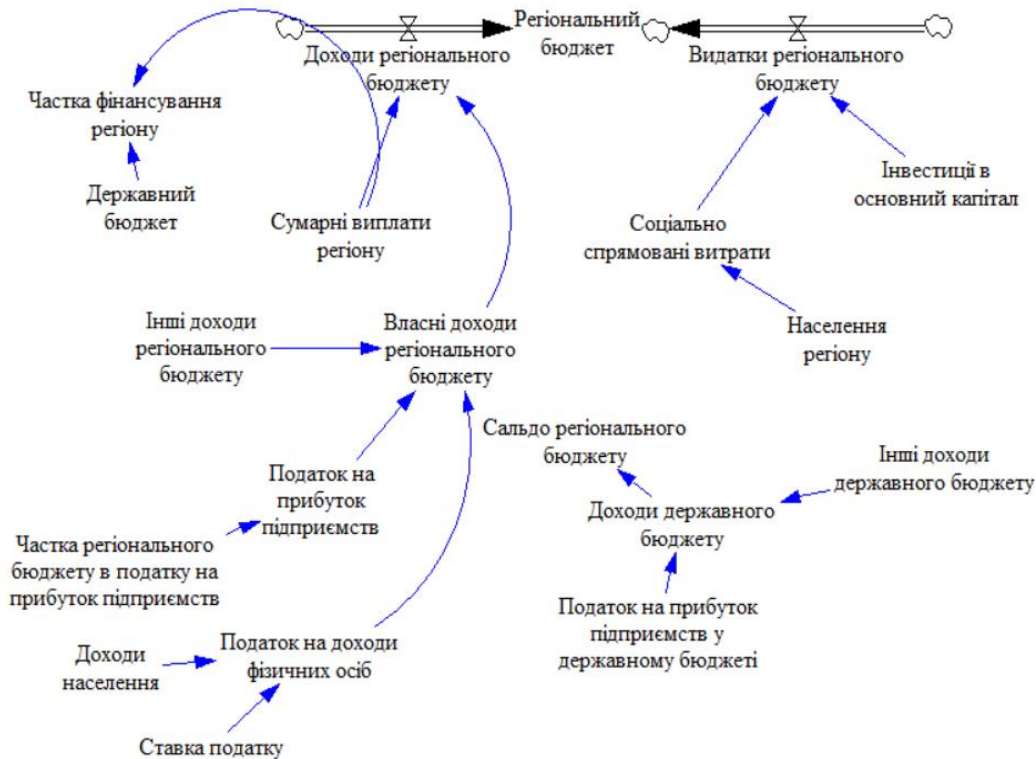 Регіональний
бюджет
Доходи регіонального
бюджету
Видатки регіонального
бюджету
Частка фінансування
регіону
Державний
бюджет
Сумарні виплати
регіону
Інвестиції в
основний капітал
Соціально
спрямовані витрати
Населення
регіону
Інші доходи
регіонального
бюджету
Власні доходи
регіонального
бюджету
Сальдо регіонального
бюджету
Інші доходи
державного бюджету
Податок на
прибуток
підприємств
Доходи державного
бюджету
Частка регіонального
бюджету в податку на
прибуток підприємств
Податок на прибуток
підприємств у
державному бюджеті
Доходи
населення
Податок на доходи
фізичних осіб
Ставка податку